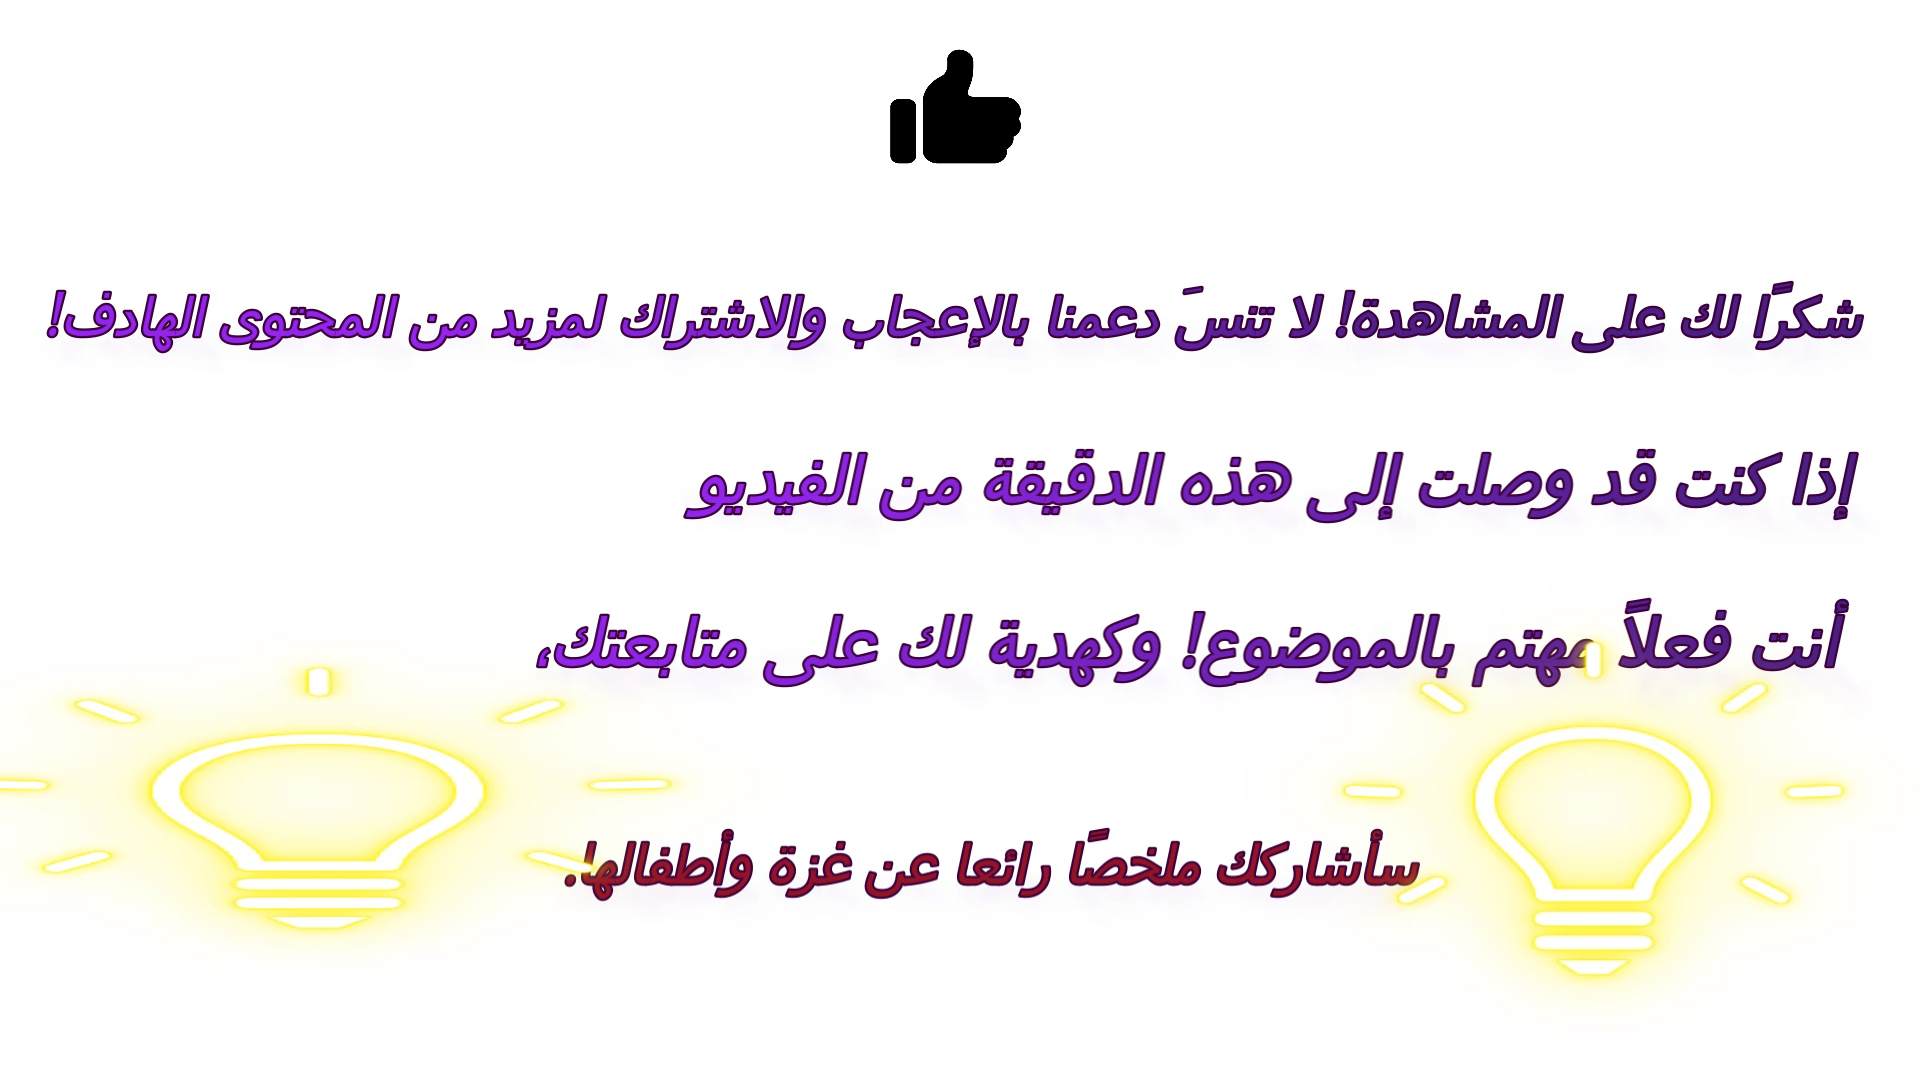 شكرًا لك على المشاهدة! لا تنسَ دعمنا بالإعجاب والاشتراك لمزيد من المحتوى الهادف!
إذا كنت قد وصلت إلى هذه الدقيقة من الفيديو
أنت فعلاً مهتم بالموضوع! وكهدية لك على متابعتك،
سأشاركك ملخصًا رائعا عن غزة وأطفالها.